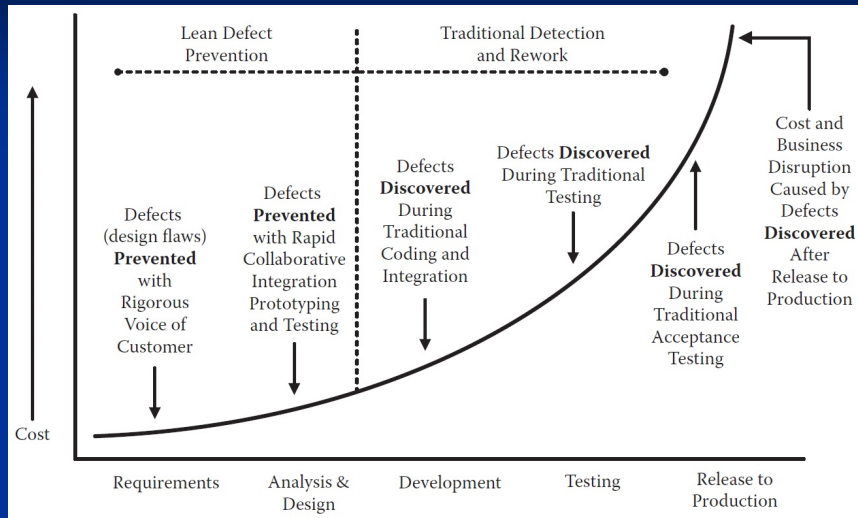 Lean Defect
Prevention
Traditional Detection
and Rework
Defects
(design flaws)
Prevented
with
Rigorous
Voice of
Customer
Defects
Prevented
with Rapid
Collaborative
Integration
Prototyping
and Testing
Defects
Discovered
During
Traditional
Coding and
Integration
Defects Discovered
During Traditional
Testing
Defects
Discovered
During
Traditional
Acceptance
Testing
Cost and
Business
Disruption
Caused by
Defects
Discovered
After
Release to
Production
Cost
Requirements
Analysis &
Design
Development
Testing
Release to
Production